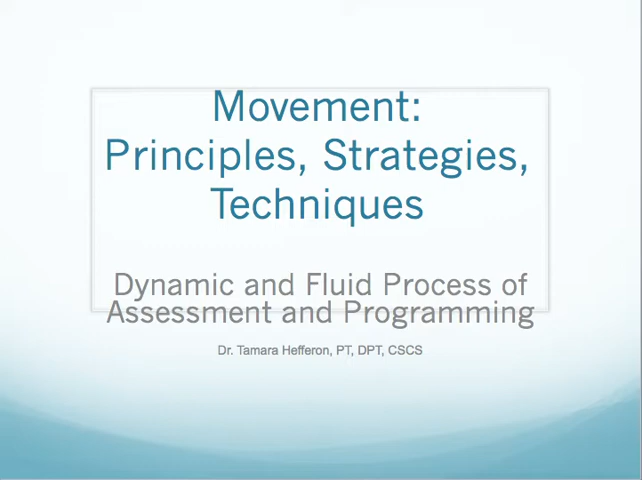 Movement:
Principles, Strategies,
Techniques
Dynamic and Fluid Process of
Assessment and Programming
Dr. Tamara Hefferon, PT, DPT, CSCS